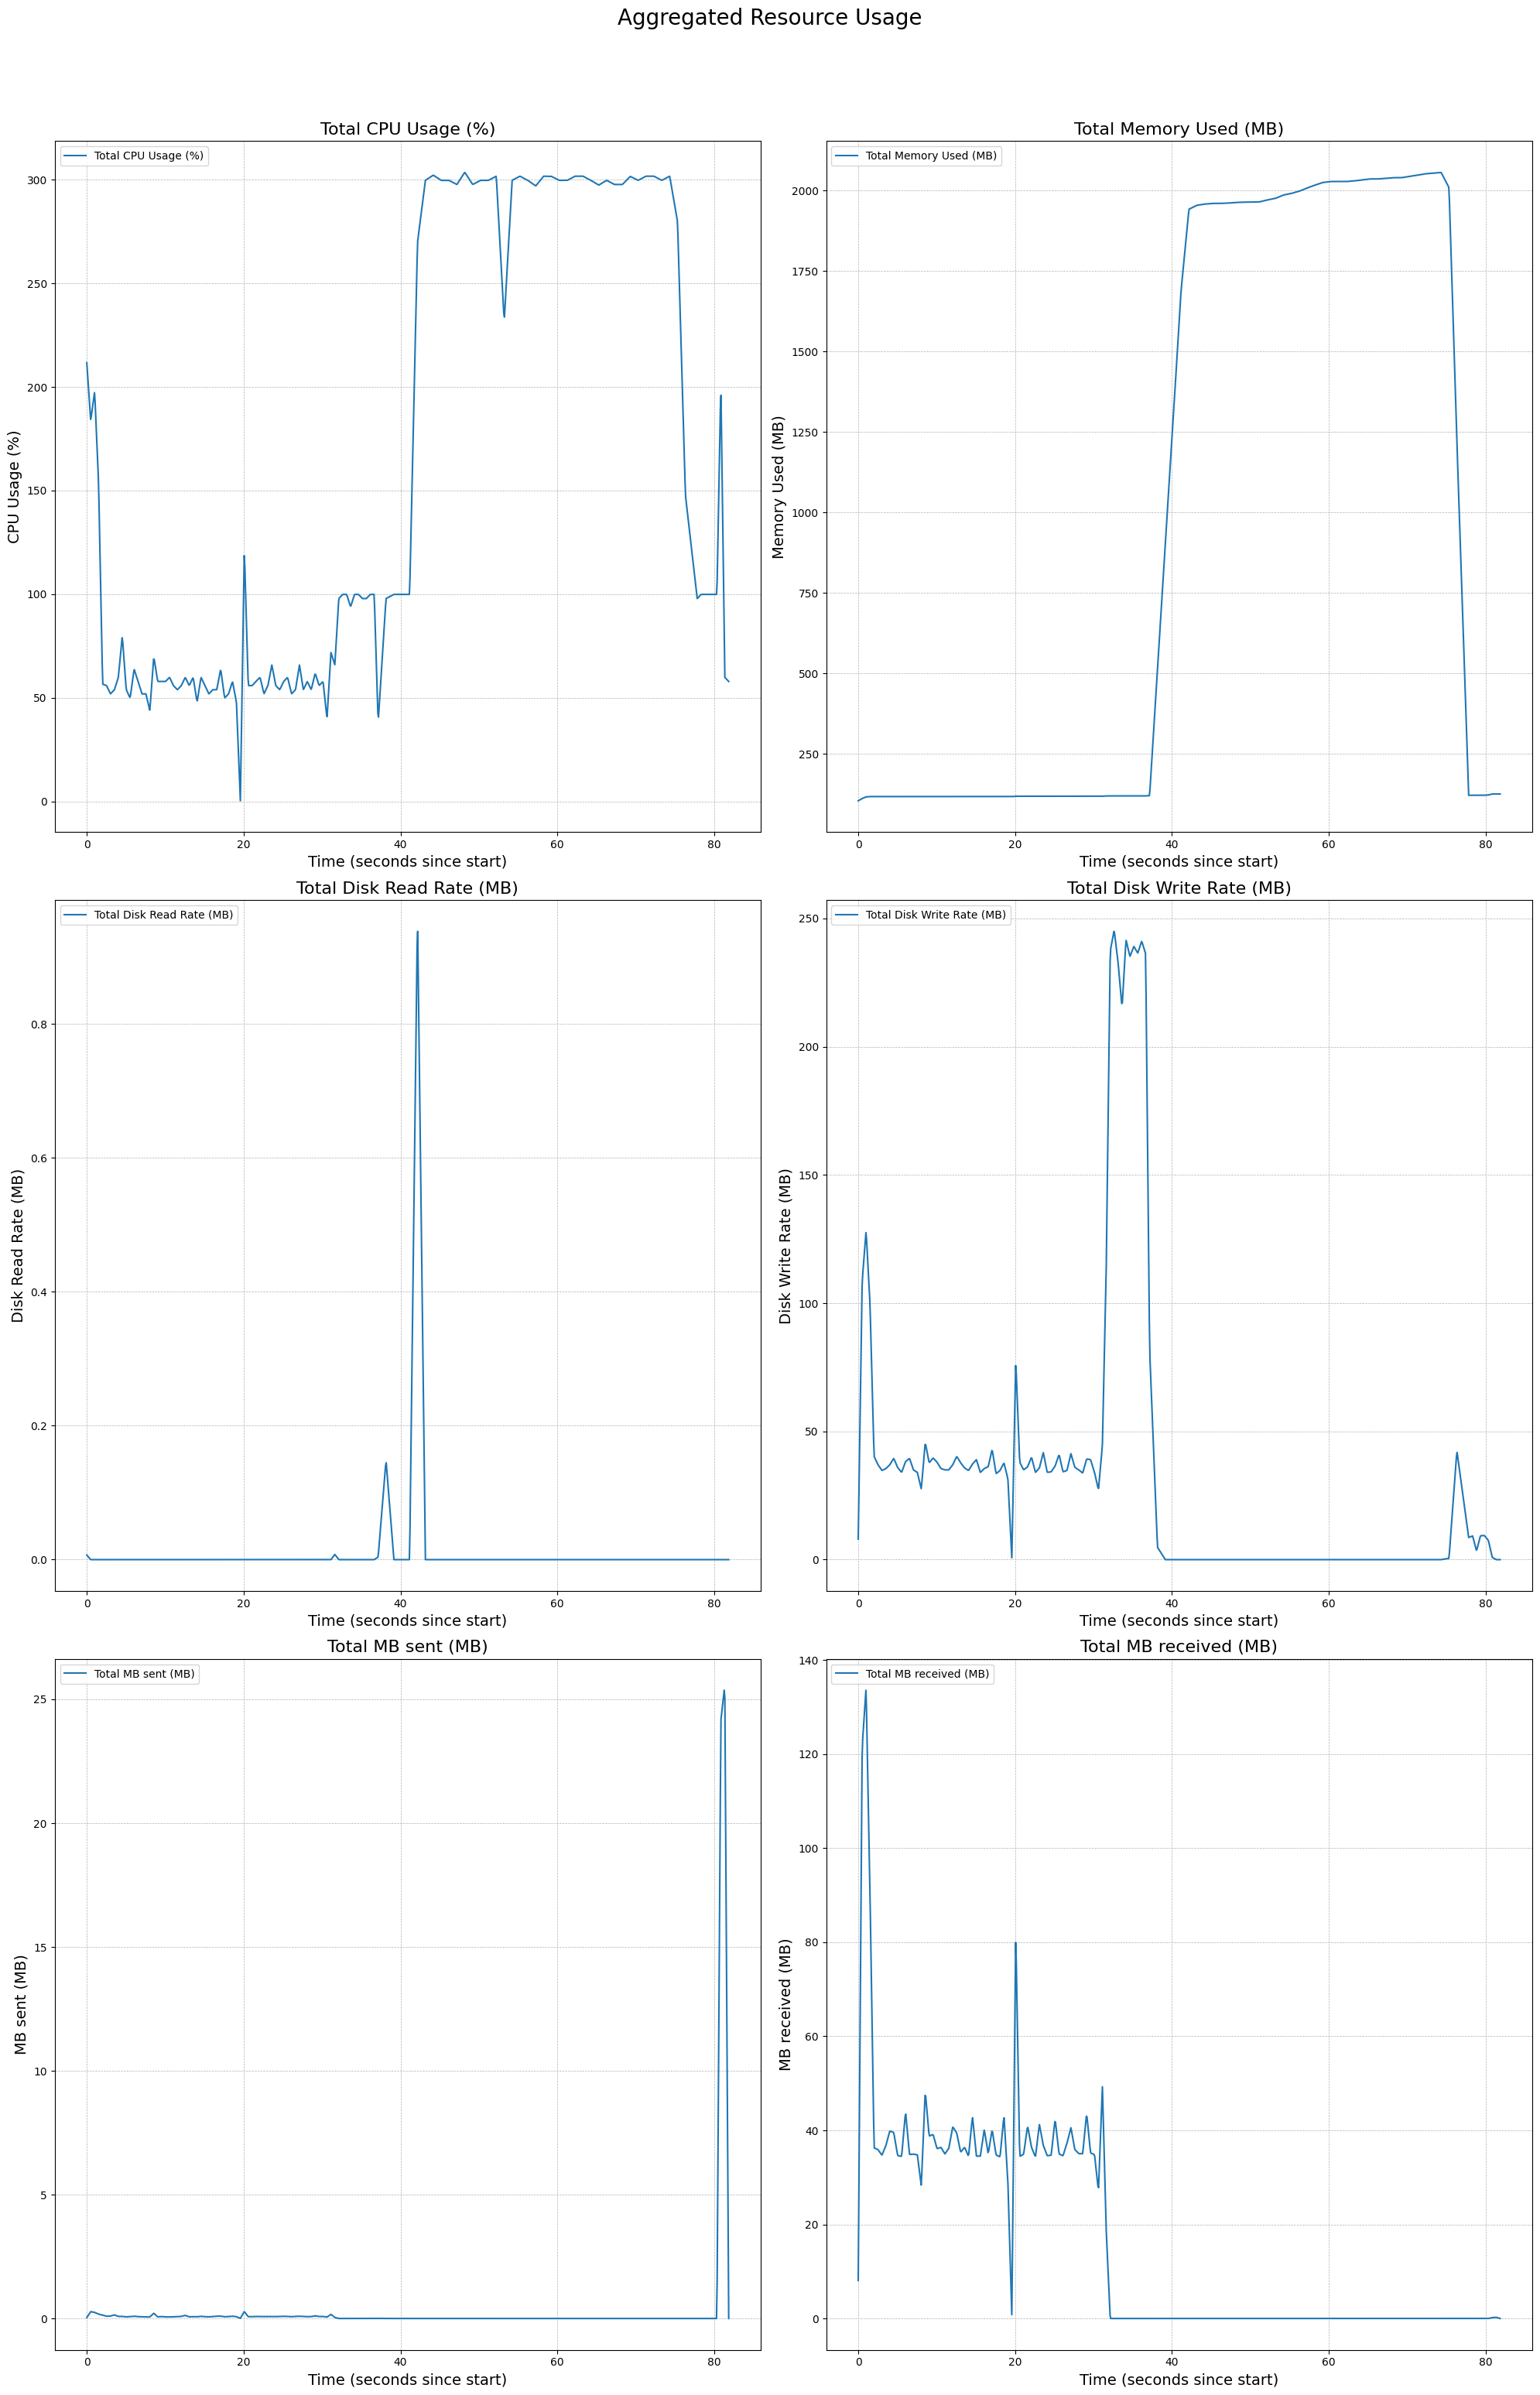 Aggregated Resource Usage
Total CPU Usage (%)
Total CPU Usage (%)
300
250
200
150
100
50
0
CPU Usage (%)
0 20 40 60 80
Time (seconds since start)
Total Memory Used (MB)
Total Memory Used (MB)
2000
1750
1500
1250
1000
750
500
250
Memory Used (MB)
0 20 40 60 80
Time (seconds since start)
Total Disk Read Rate (MB)
Total Disk Read Rate (MB)
0.8
0.6
0.4
0.2
0.0
Disk Read Rate (MB)
0 20 40 60 80
Time (seconds since start)
Total Disk Write Rate (MB)
Total Disk Write Rate (MB)
250
200
150
100
50
0
Disk Write Rate (MB)
0 20 40 60 80
Time (seconds since start)
Total MB sent (MB)
Total MB sent (MB)
25
20
15
10
5
0
MB sent (MB)
0 20 40 60 80
Time (seconds since start)
Total MB received (MB)
Total MB received (MB)
140
120
100
80
60
40
20
0
MB received (MB)
0 20 40 60 80
Time (seconds since start)